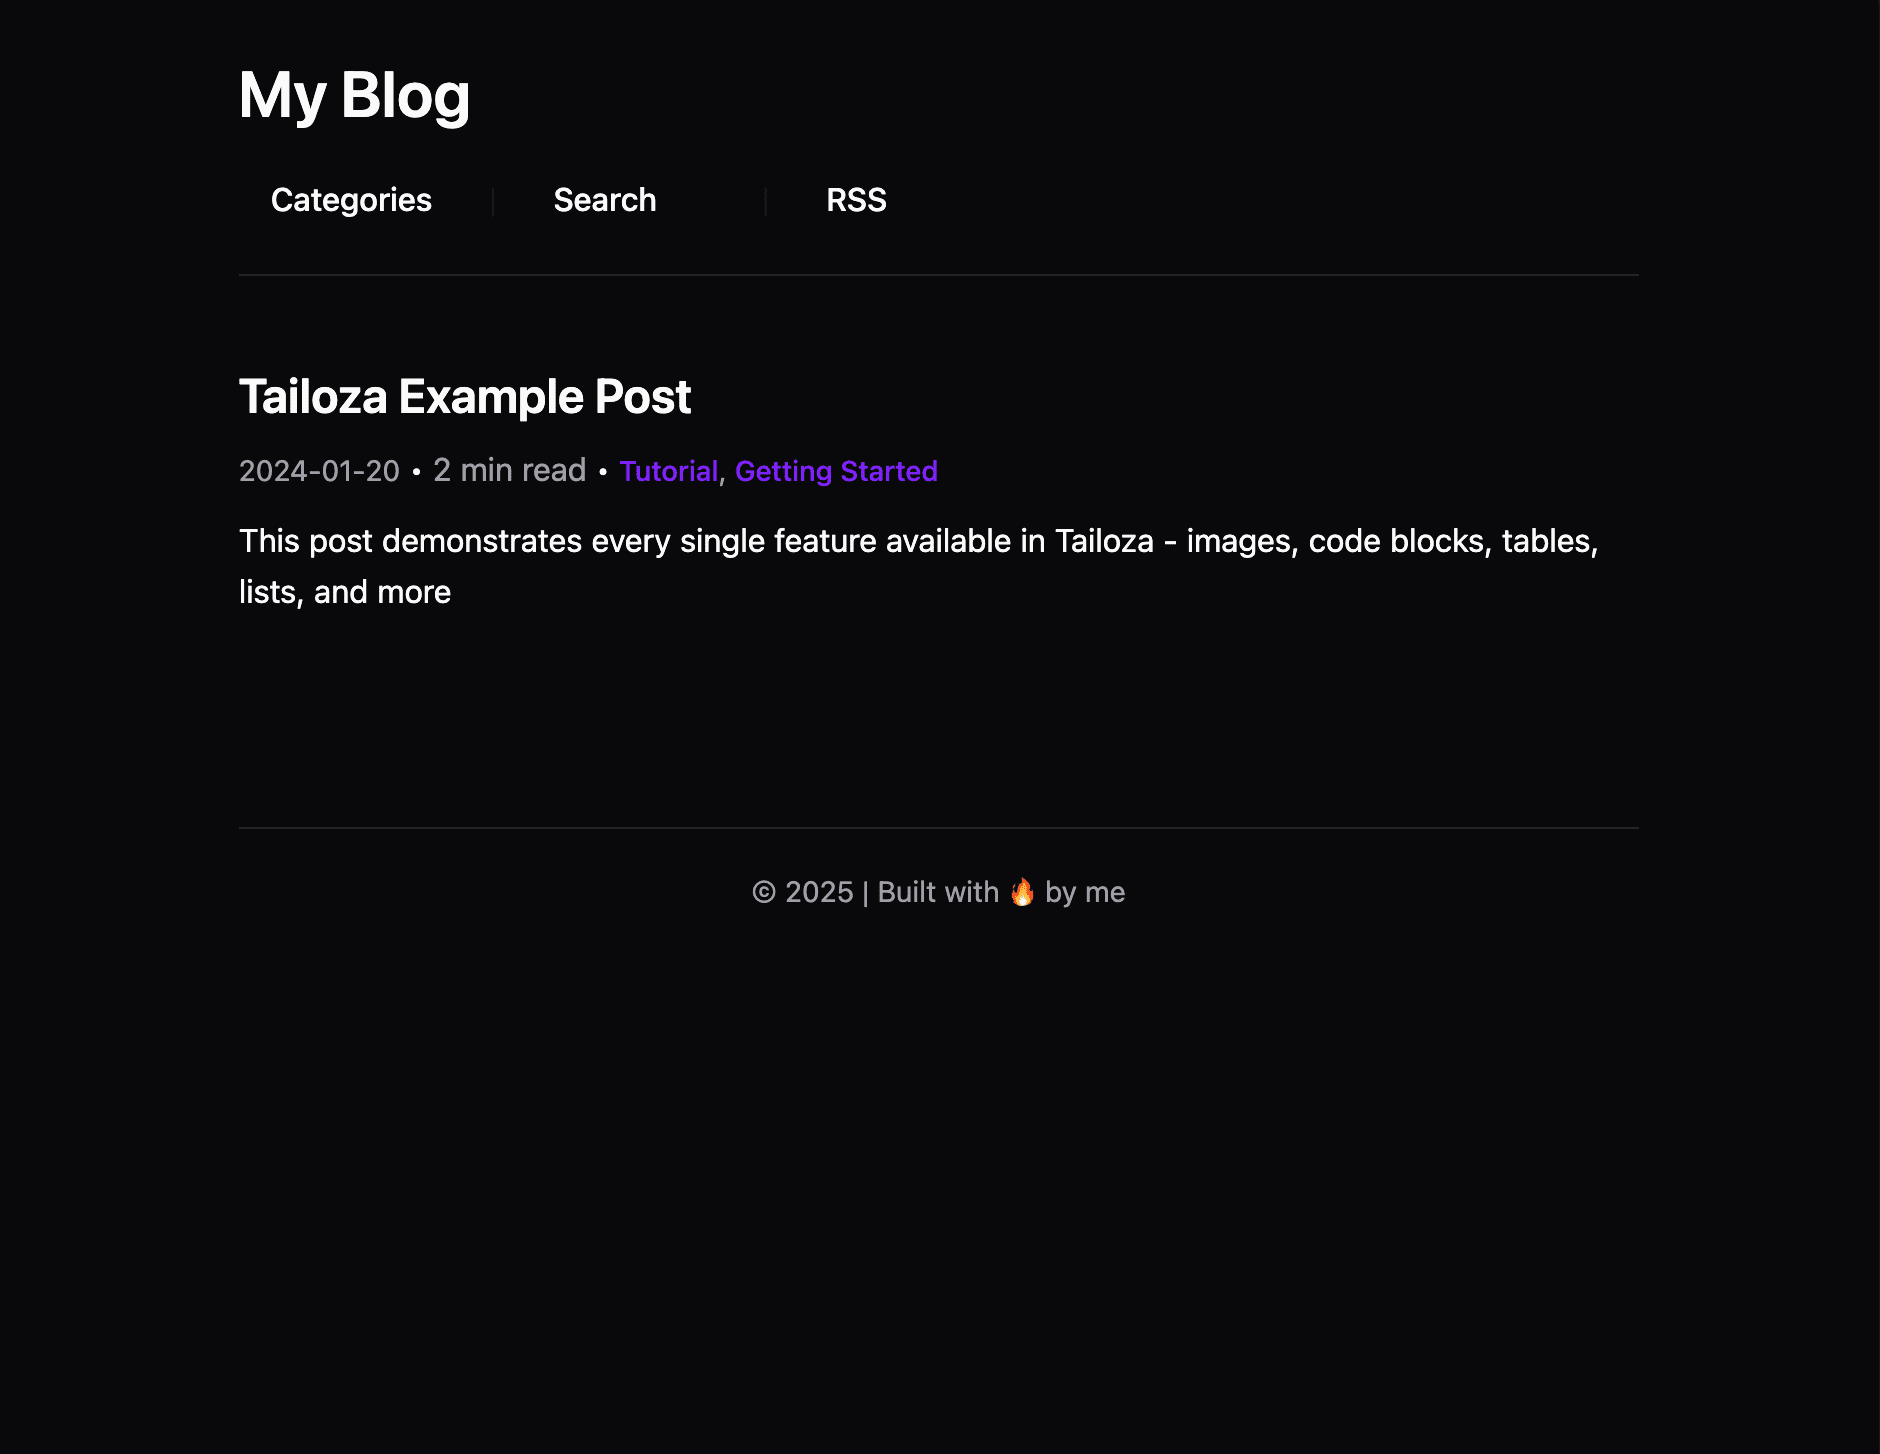 My Blog
Categories | Search | RSS
Tailoza Example Post
2024-01-20 • 2 min read • Tutorial, Getting Started
This post demonstrates every single feature available in Tailoza - images, code blocks, tables,
lists, and more
© 2025 | Built with 🔥 by me